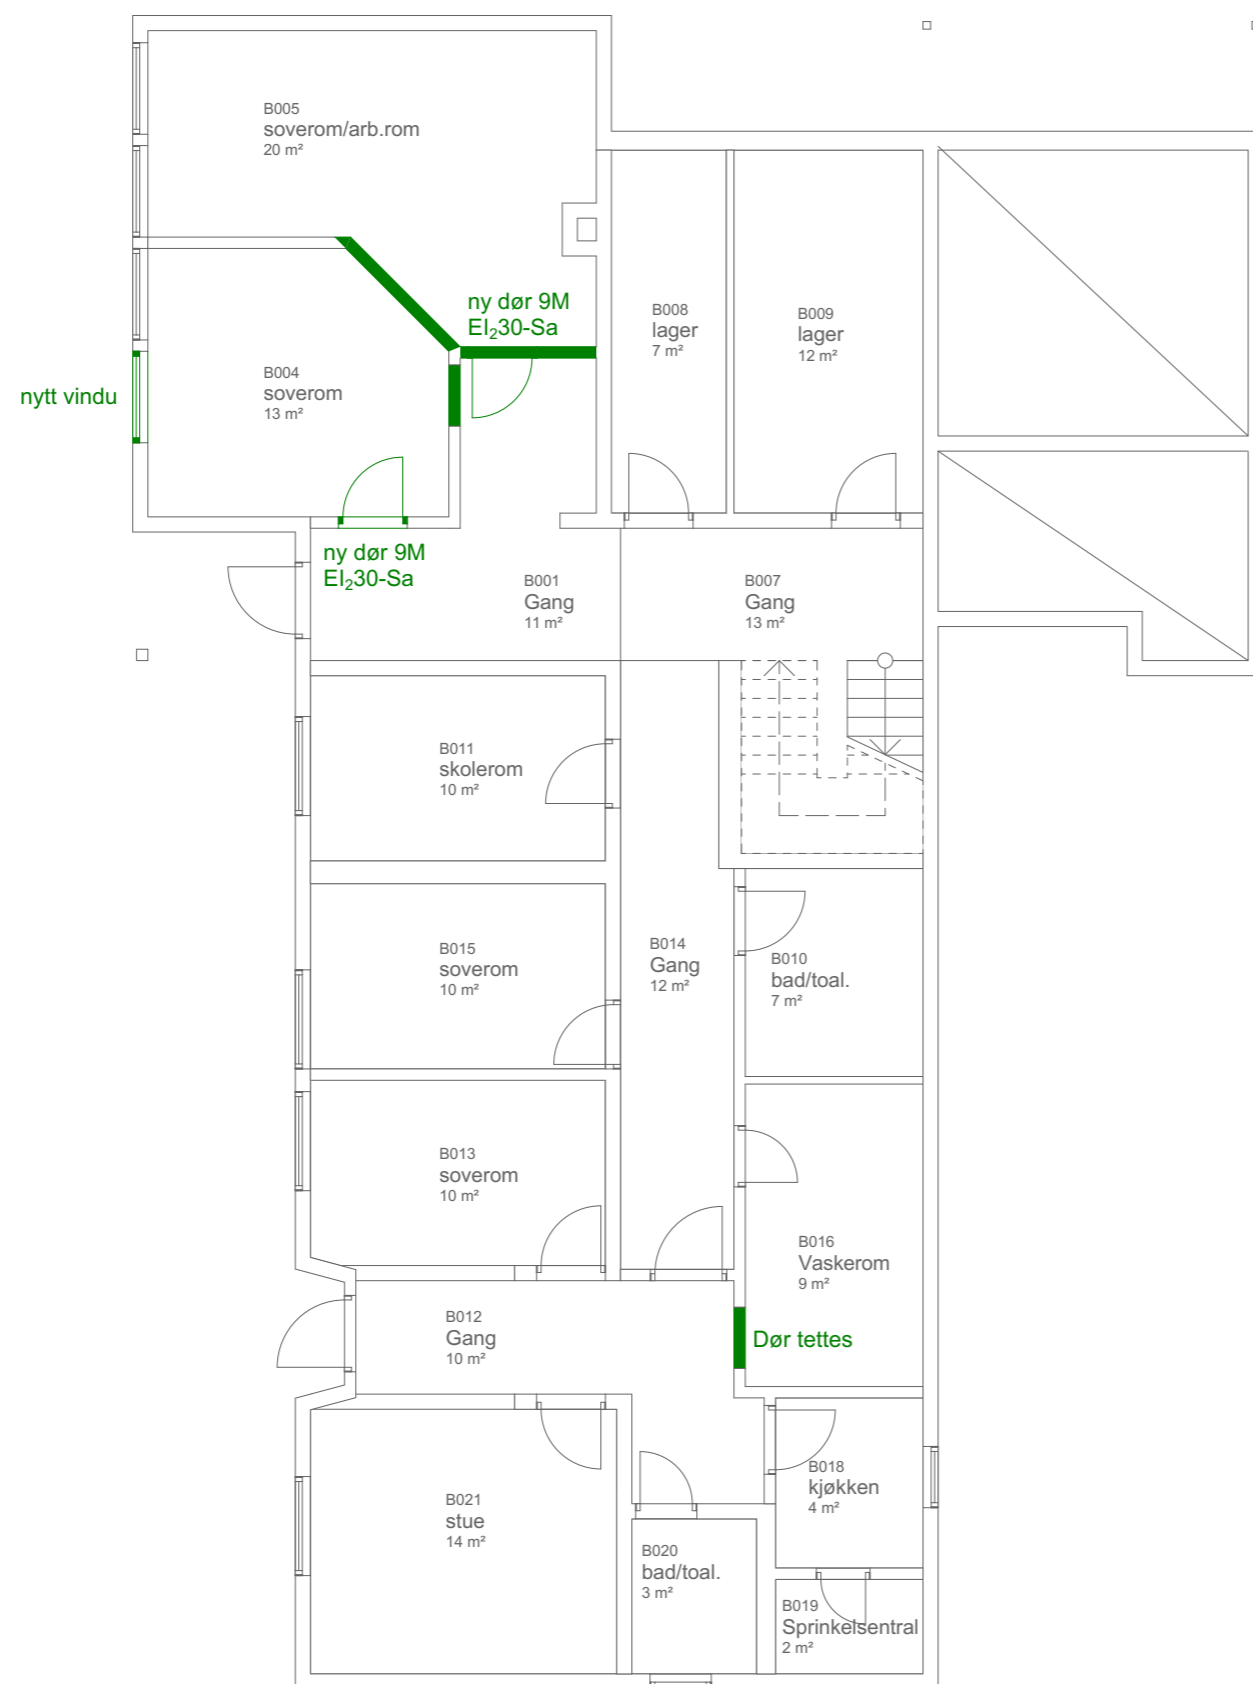 B005
soverom/arb.rom
20 m²
ny dør 9M
EI₂30-Sa
B008
lager
7 m²
B009
lager
12 m²
B004
soverom
13 m²
nytt vindu
ny dør 9M
EI₂30-Sa
B001
Gang
11 m²
B007
Gang
13 m²
B011
skolerom
10 m²
B015
soverom
10 m²
B014
Gang
12 m²
B010
bad/toal.
7 m²
B013
soverom
10 m²
B016
Vaskerom
9 m²
B012
Gang
10 m²
Dør tettes
B018
kjøkken
4 m²
B021
stue
14 m²
B020
bad/toal.
3 m²
B019
Sprinkelsentral
2 m²